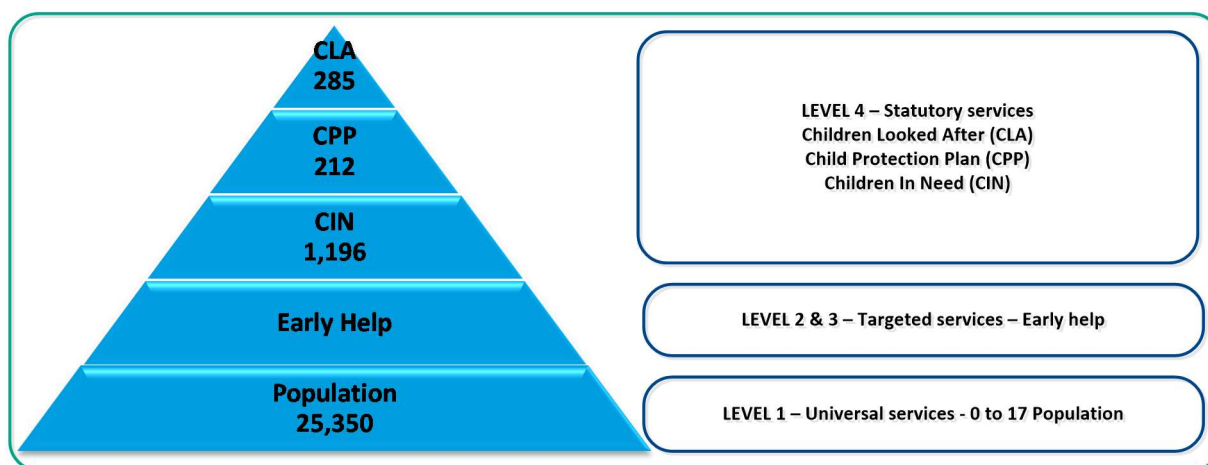 CLA
285
CPP
212
CIN
1,196
Early Help
Population
25,350
LEVEL 4 – Statutory services
Children Looked After (CLA)
Child Protection Plan (CPP)
Children In Need (CIN)
LEVEL 2 & 3 – Targeted services – Early help
LEVEL 1 – Universal services - 0 to 17 Population